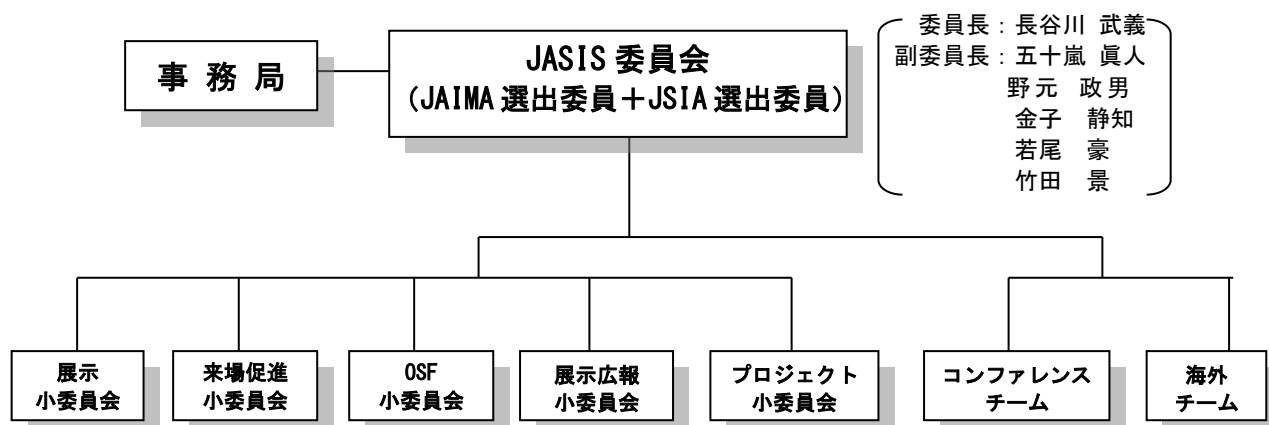 事 務 局
JASIS 委員会
（JAIMA 選出委員＋JSIA 選出委員）
委員長：長谷川 武義
副委員長：五十嵐 眞人
野元 政男
金子 静知
若尾 豪
竹田 景
展示
小委員会
来場促進
小委員会
OSF
小委員会
展示広報
小委員会
プロジェクト
小委員会
コンファレンス
チーム
海外
チーム